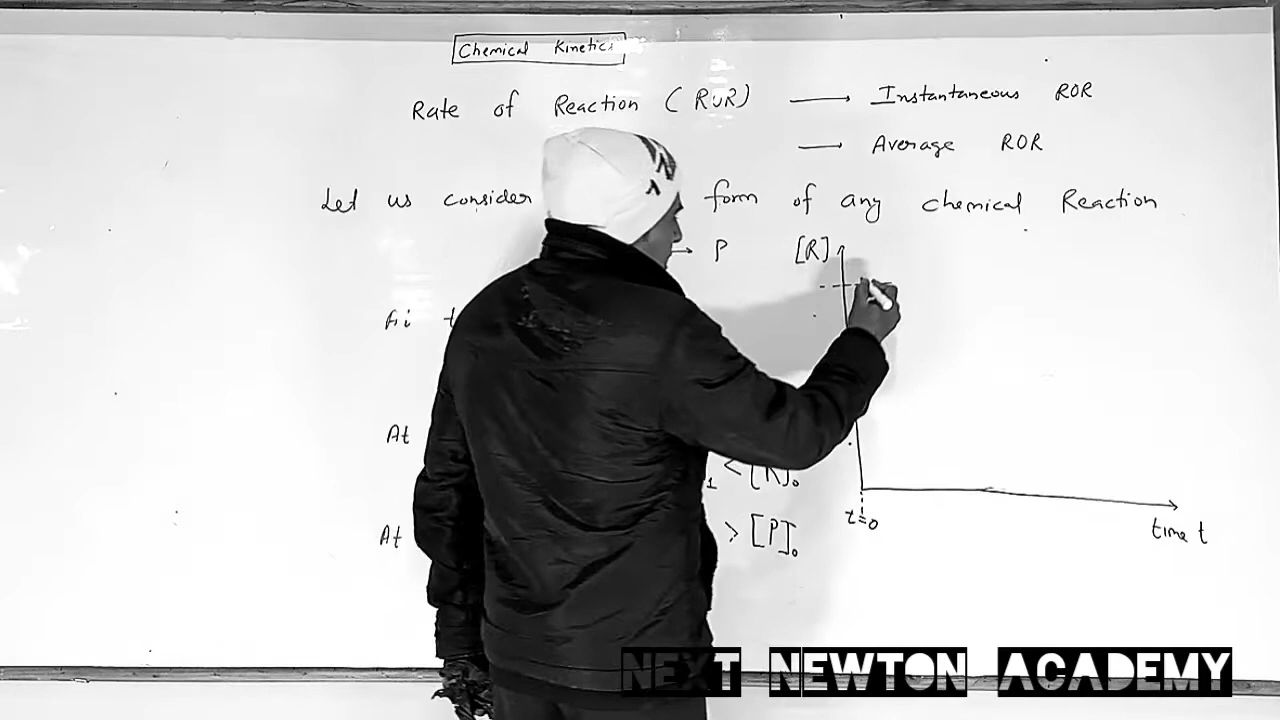 Chemical Kinetics
Rate of Reaction (ROR) → Instantaneous ROR
→ Average ROR
Let us consider form of any chemical Reaction
→ P [R]
At
1 < [R]₀
t=0
time t
At > [P]₀
NEXT NEWTON ACADEMY